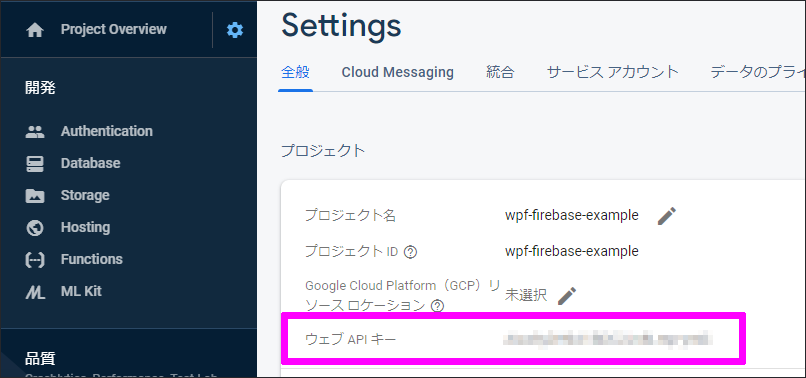 Project Overview
Settings
全般
Cloud Messaging
統合
サービス アカウント
データのプライ
開発
Authentication
Database
Storage
Hosting
Functions
ML Kit
品質
プロジェクト
プロジェクト名
wpf-firebase-example
プロジェクト ID
wpf-firebase-example
Google Cloud Platform（GCP）リ
ソース ロケーション
未選択
ウェブ API キー